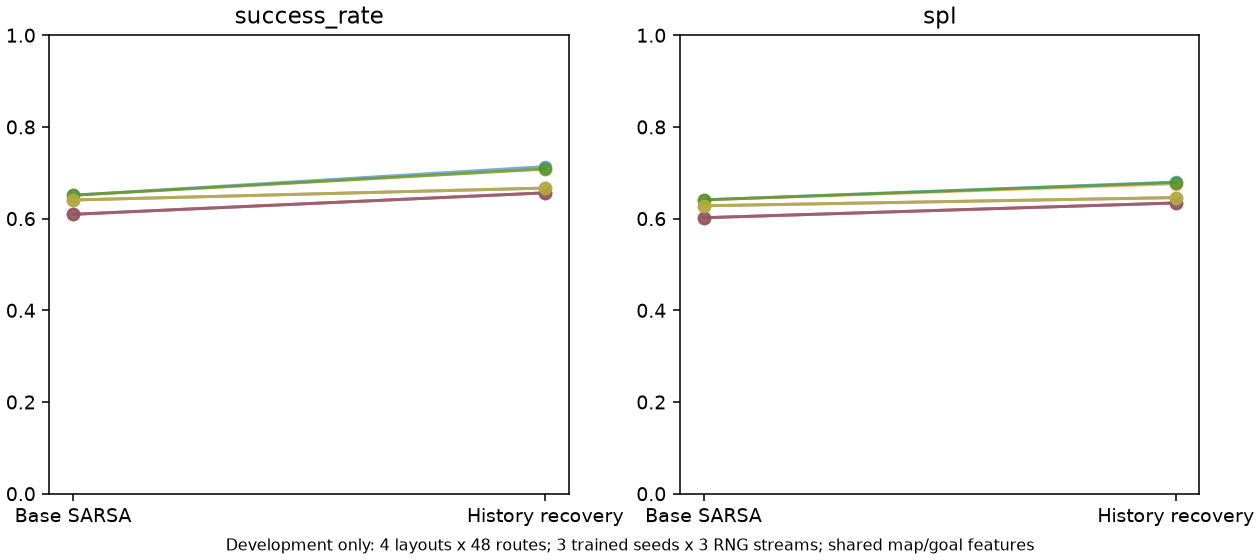 success_rate
1.0
0.8
0.6
0.4
0.2
0.0
Base SARSA
History recovery
spl
1.0
0.8
0.6
0.4
0.2
0.0
Base SARSA
History recovery
Development only: 4 layouts x 48 routes; 3 trained seeds x 3 RNG streams; shared map/goal features